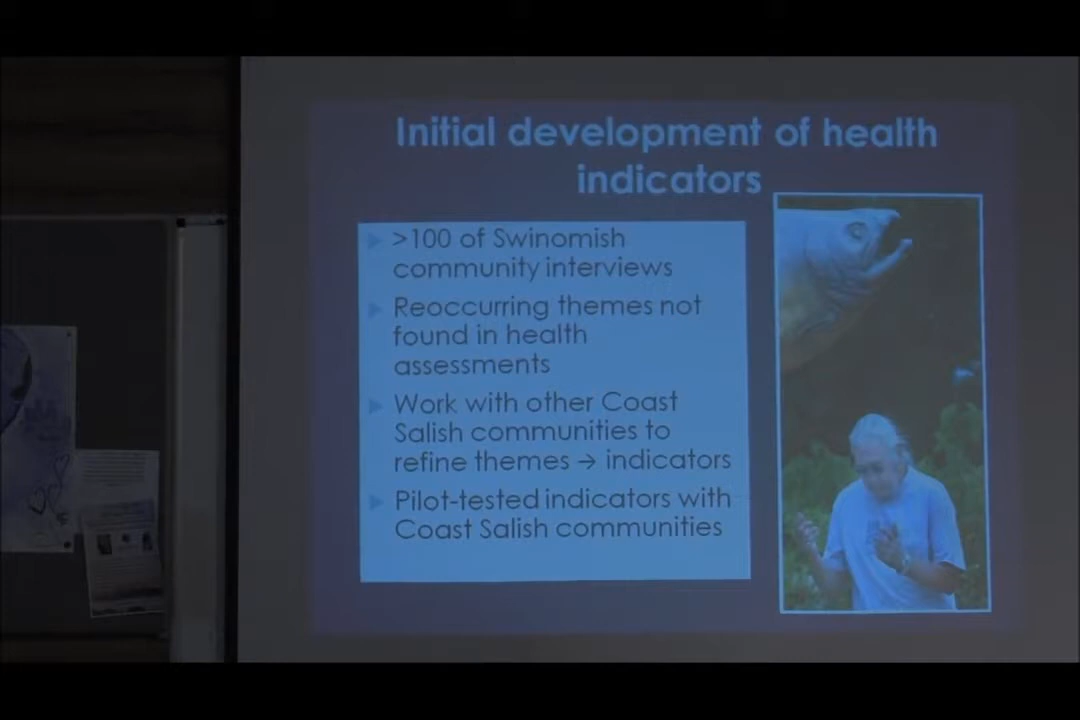 Initial development of health
indicators
>100 of Swinomish
community interviews
Reoccurring themes not
found in health
assessments
Work with other Coast
Salish communities to
refine themes → indicators
Pilot-tested indicators with
Coast Salish communities